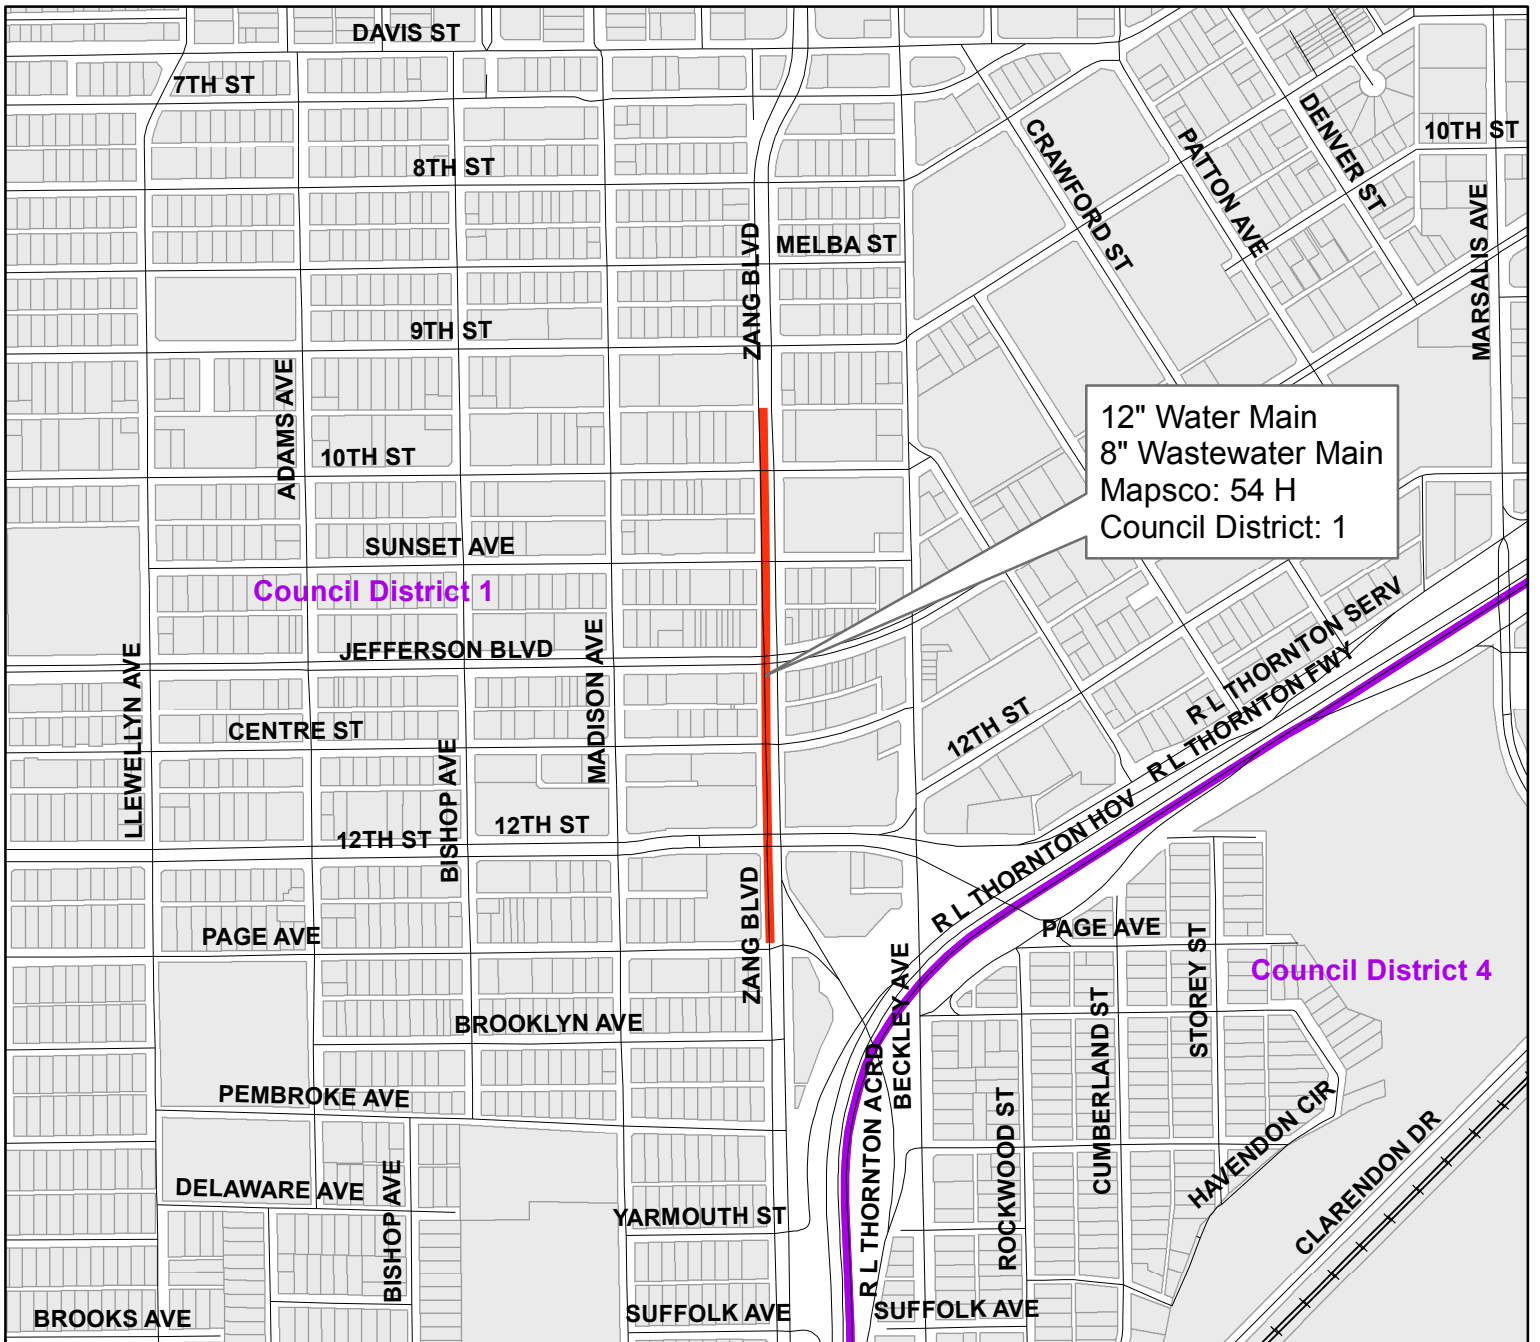 DAVIS ST
7TH ST
DENVER ST
10TH ST
CRAWFORD ST
PATTON AVE
8TH ST
MARSALIS AVE
ZANG BLVD
MELBA ST
9TH ST
ADAMS AVE
10TH ST
12" Water Main
8" Wastewater Main
Mapsco: 54 H
Council District: 1
SUNSET AVE
Council District 1
JEFFERSON BLVD
MADISON AVE
LLEWELLYN AVE
R L THORNTON SERV
R L THORNTON FWY
CENTRE ST
12TH ST
BISHOP AVE
12TH ST
12TH ST
R L THORNTON HOV
ZANG BLVD
PAGE AVE
PAGE AVE
STOREY ST
Council District 4
BECKLEY AVE
BROOKLYN AVE
CUMBERLAND ST
PEMBROKE AVE
R L THORNTON ACRD
ROCKWOOD ST
HAVENDON CIR
CLARENDON DR
DELAWARE AVE
BISHOP AVE
YARMOUTH ST
BROOKS AVE
SUFFOLK AVE
SUFFOLK AVE